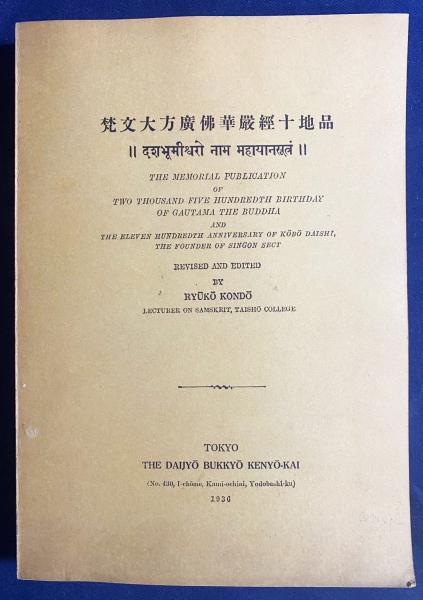 梵文大方廣佛華嚴經十地品
॥ दशभूमीश्वरो नाम महायानसूत्रं ॥
THE MEMORIAL PUBLICATION
OF
TWO THOUSAND FIVE HUNDREDTH BIRTHDAY
OF GAUTAMA THE BUDDHA
AND
THE ELEVEN HUNDREDTH ANNIVERSARY OF KŌBŌ DAISHI,
THE FOUNDER OF SINGON SECT
REVISED AND EDITED
BY
RYŪKŌ KONDŌ
LECTURER ON SAMSKRIT, TAISHŌ COLLEGE
TOKYO
THE DAIJYŌ BUKKYŌ KENYŌ-KAI
(No. 430, I-chōme, Kami-ochiai, Yodobashi-ku)
1936